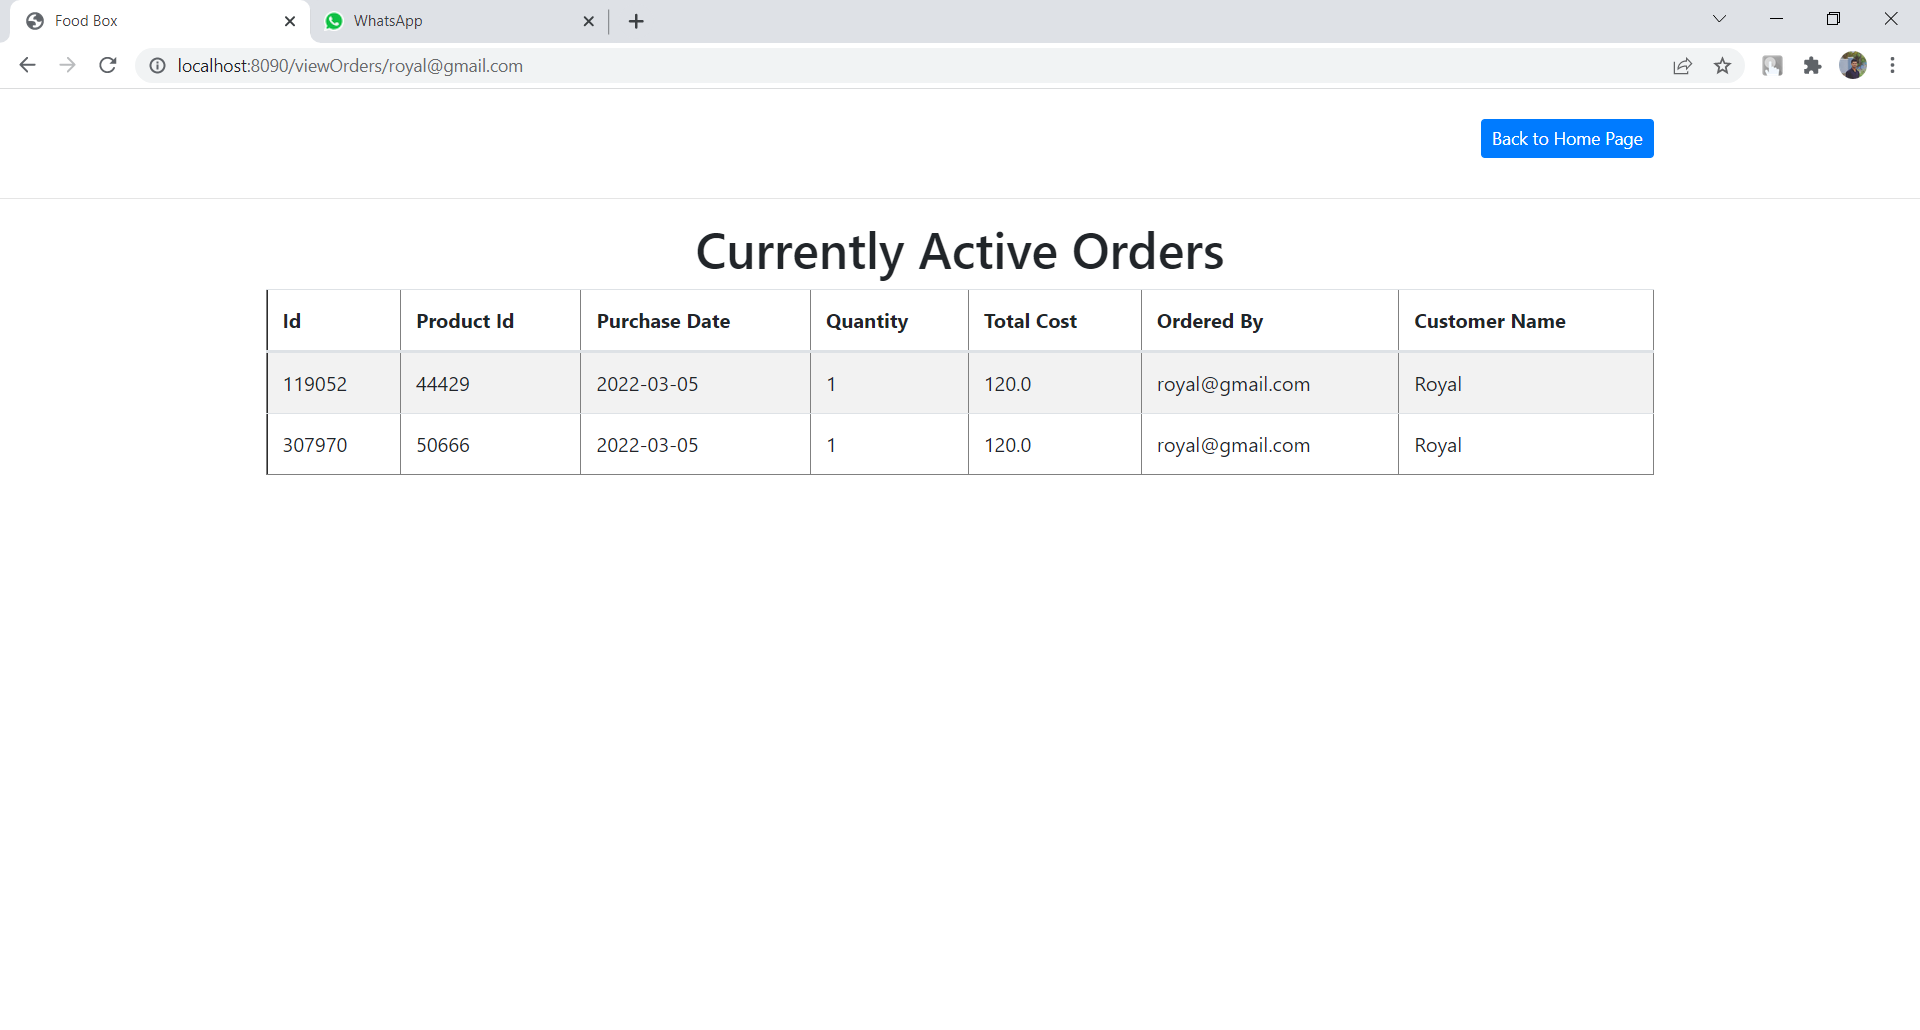 Food Box
WhatsApp
localhost:8090/viewOrders/royal@gmail.com
Back to Home Page
Currently Active Orders
Id Product Id Purchase Date Quantity Total Cost Ordered By Customer Name
119052 44429 2022-03-05 1 120.0 royal@gmail.com Royal
307970 50666 2022-03-05 1 120.0 royal@gmail.com Royal